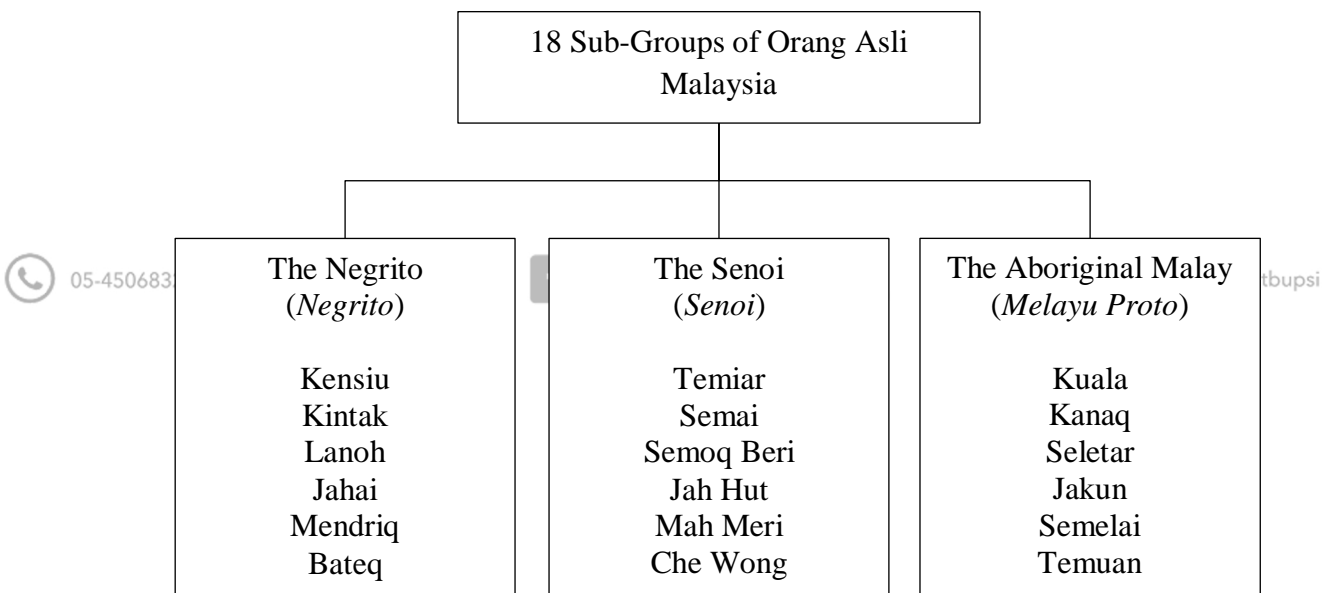 18 Sub-Groups of Orang Asli
Malaysia
05-450683
The Negrito
(Negrito)
Kensiu
Kintak
Lanoh
Jahai
Mendriq
Bateq
The Senoi
(Senoi)
Temiar
Semai
Semoq Beri
Jah Hut
Mah Meri
Che Wong
The Aboriginal Malay
(Melayu Proto)
Kuala
Kanaq
Seletar
Jakun
Semelai
Temuan
tbupsi